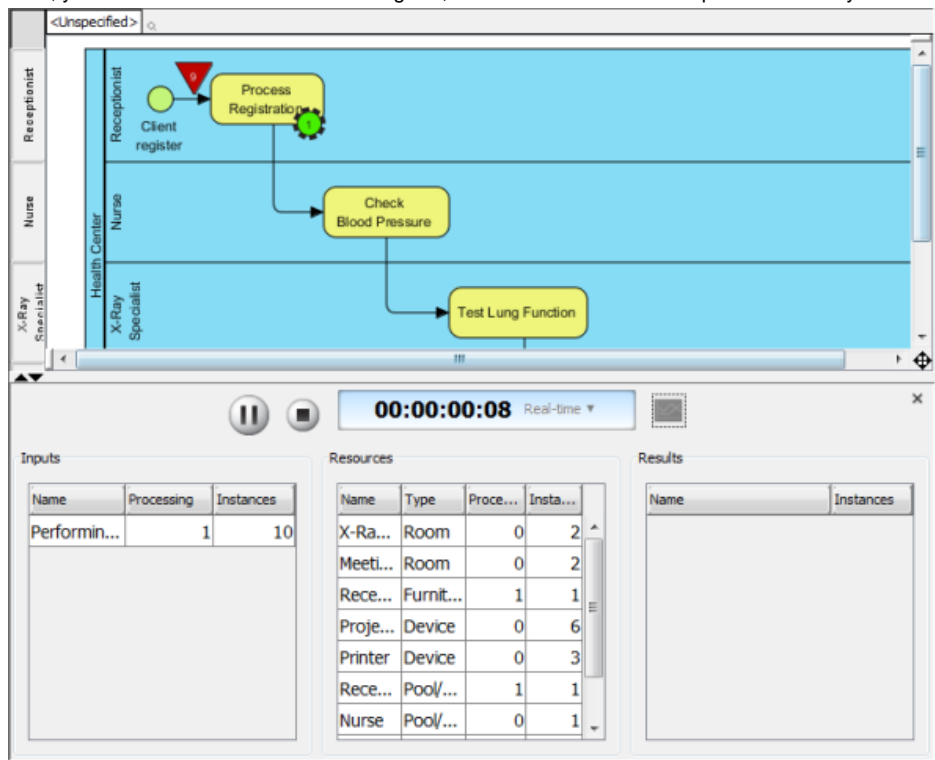 <Unspecified>
Receptionist
Nurse
X-Ray
Specialist
Health Center
Receptionist
Nurse
X-Ray
Specialist
9
Client
register
Process
Registration
1
Check
Blood Pressure
Test Lung Function
00:00:00:08 Real-time
Inputs
Name Processing Instances
Performin... 1 10
Resources
Name Type Proce... Insta...
X-Ra... Room 0 2
Meeti... Room 0 2
Rece... Furnit... 1 1
Proje... Device 0 6
Printer Device 0 3
Rece... Pool/... 1 1
Nurse Pool/... 0 1
Results
Name Instances